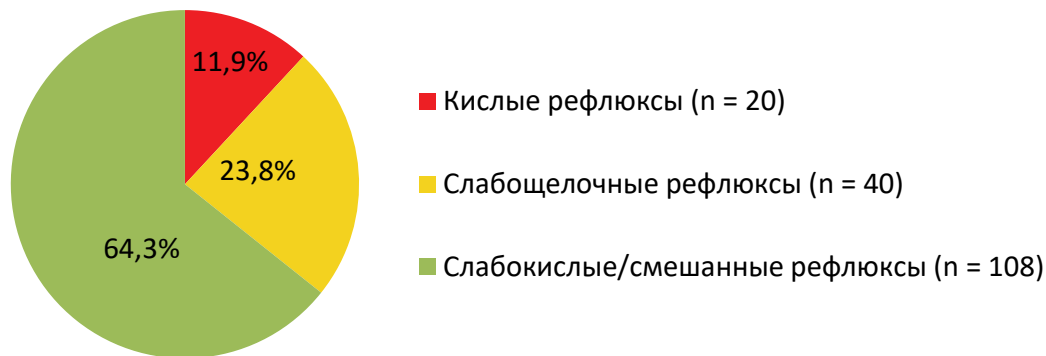 11,9%
Кислые рефлюксы (n = 20)
23,8%
Слабощелочные рефлюксы (n = 40)
64,3%
Слабокислые/смешанные рефлюксы (n = 108)